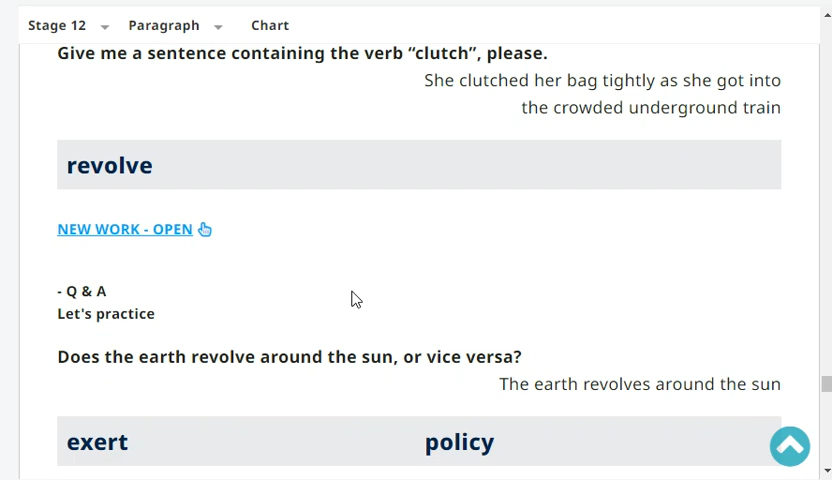 Stage 12 Paragraph Chart
Give me a sentence containing the verb “clutch”, please.
She clutched her bag tightly as she got into
the crowded underground train
revolve
NEW WORK - OPEN
- Q & A
Let's practice
Does the earth revolve around the sun, or vice versa?
The earth revolves around the sun
exert policy